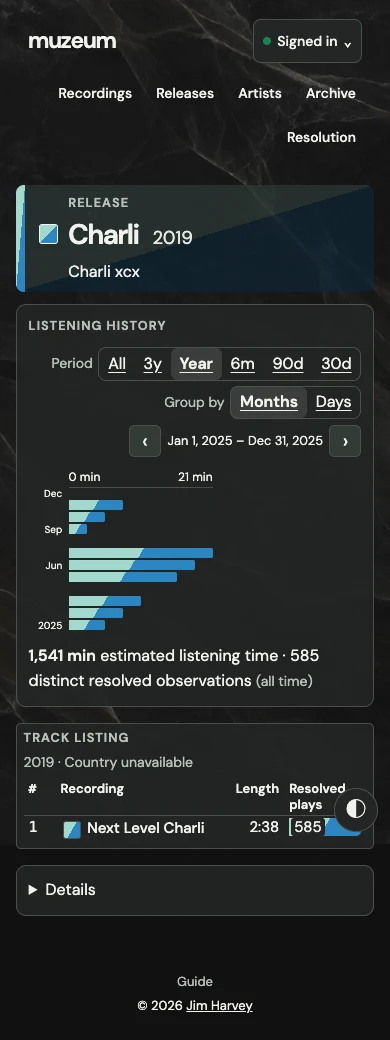 muzeum
Signed in
Recordings Releases Artists Archive
Resolution
RELEASE
Charli 2019
Charli xcx
LISTENING HISTORY
Period All 3y Year 6m 90d 30d
Group by Months Days
‹ Jan 1, 2025 – Dec 31, 2025 ›
0 min 21 min
Dec
Sep
Jun
2025
1,541 min estimated listening time · 585
distinct resolved observations (all time)
TRACK LISTING
2019 · Country unavailable
# Recording Length Resolved
plays
1 Next Level Charli 2:38 585
Details
Guide
© 2026 Jim Harvey